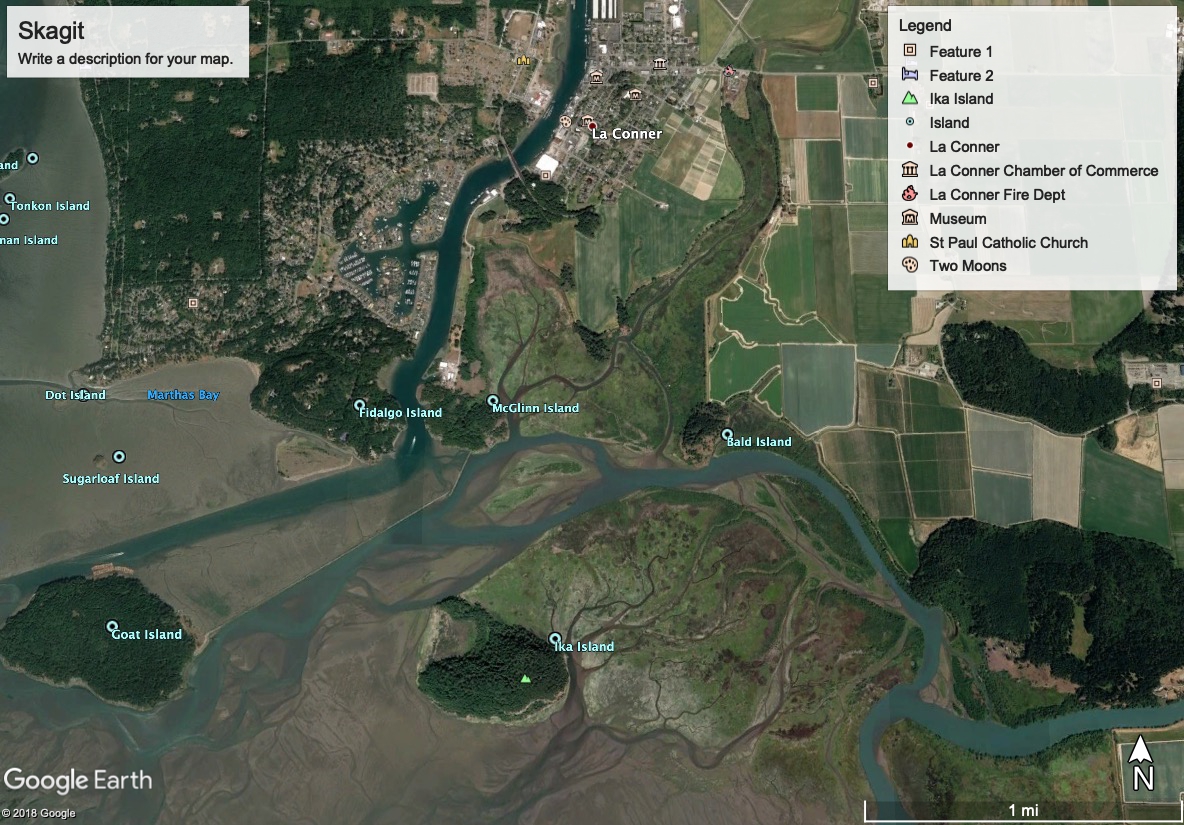 Skagit
Write a description for your map.
Legend
Feature 1
Feature 2
Ika Island
Island
La Conner
La Conner Chamber of Commerce
La Conner Fire Dept
Museum
St Paul Catholic Church
Two Moons
La Conner
Tonkon Island
Dot Island
Marthas Bay
Fidalgo Island
McGlinn Island
Bald Island
Sugarloaf Island
Goat Island
Ika Island
Google Earth
N
© 2018 Google
1 mi